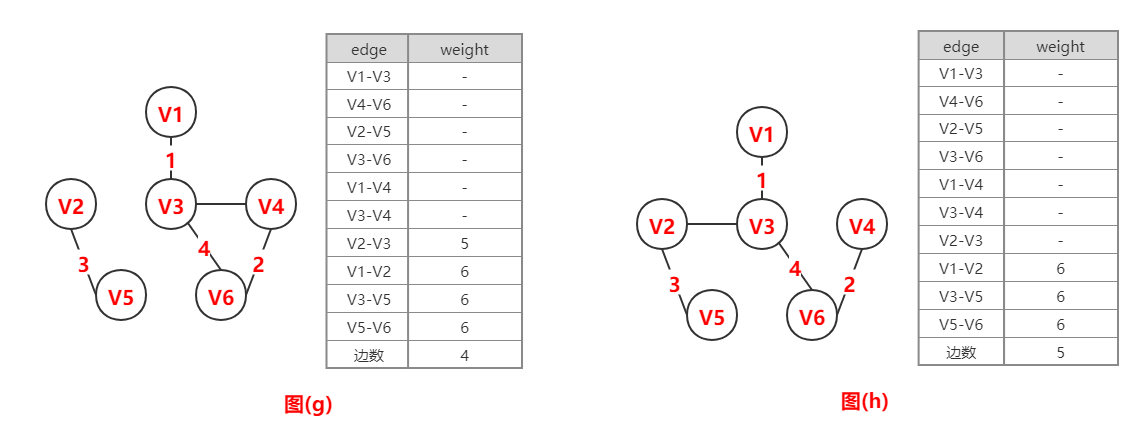 V1
1
V2
V3
V4
4
3
2
V5
V6
edge weight
V1-V3 -
V4-V6 -
V2-V5 -
V3-V6 -
V1-V4 -
V3-V4 -
V2-V3 5
V1-V2 6
V3-V5 6
V5-V6 6
边数 4
图(g)
V1
1
V2
V3
V4
4
3
2
V5
V6
edge weight
V1-V3 -
V4-V6 -
V2-V5 -
V3-V6 -
V1-V4 -
V3-V4 -
V2-V3 -
V1-V2 6
V3-V5 6
V5-V6 6
边数 5
图(h)